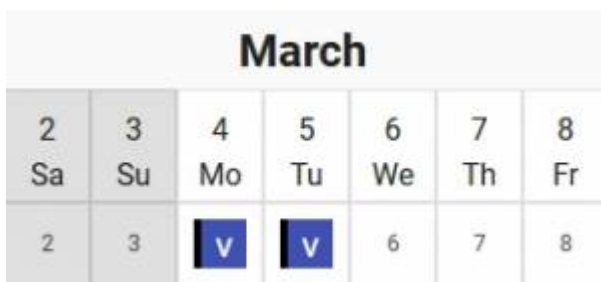 March
2 3 4 5 6 7 8
Sa Su Mo Tu We Th Fr
2 3 V V 6 7 8